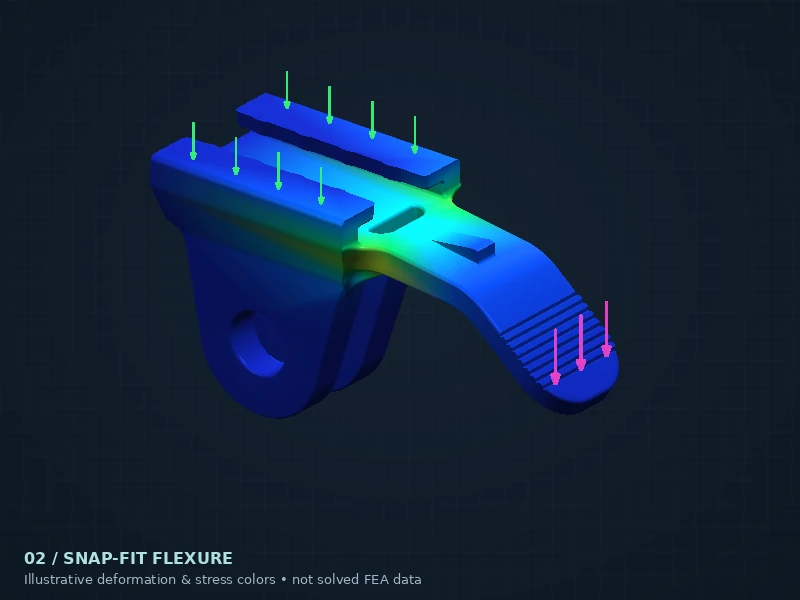 02 / SNAP-FIT FLEXURE
Illustrative deformation & stress colors • not solved FEA data